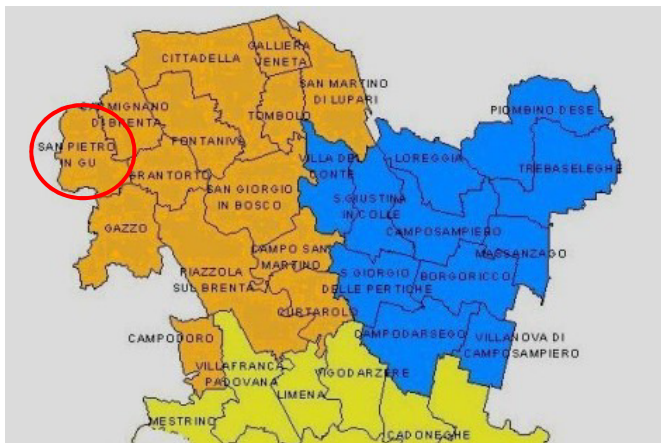 CITTADELLA
GALLIERA
VENETA
SAN MARTINO
DI LUPARI
CARMIGNANO
DI BRENTA
TOMBOLO
PIOMBINO DESE
SAN PIETRO
IN GU
FONTANIVA
VILLA DEL
CONTE
LOREGGIA
TREBASELEGHE
GRANTORTO
SAN GIORGIO
IN BOSCO
S.GIUSTINA
IN COLLE
GAZZO
CAMPOSAMPIERO
CAMPO SAN
MARTINO
MASSANZAGO
PIAZZOLA
SUL BRENTA
S.GIORGIO
DELLE PERTICHE
BORGORICCO
CURTAROLO
CAMPODORO
CAMPODARSEGO
VILLANOVA DI
CAMPOSAMPIERO
VILLAFRANCA
PADOVANA
VIGODARZERE
LIMENA
MESTRINO
CADONEGHE